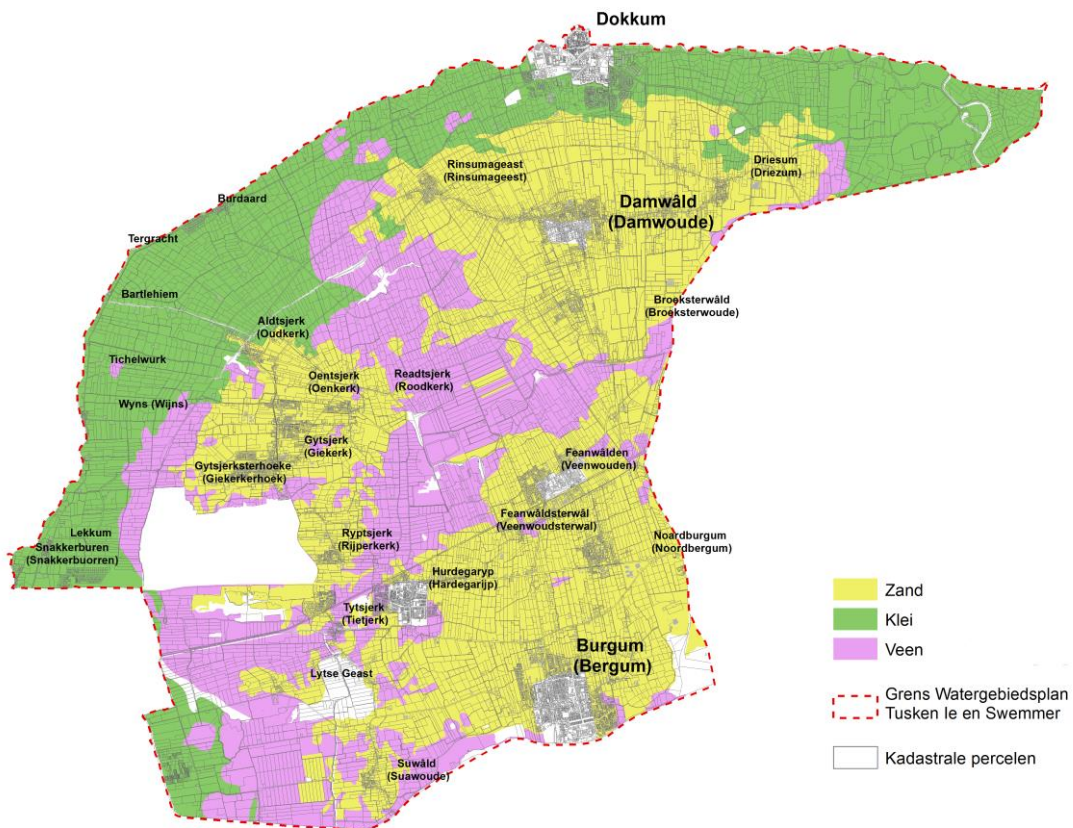 Dokkum
Rinsumageast
(Rinsumageest)
Driesum
(Driezum)
Damwâld
(Damwoude)
Burdaard
Tergracht
Bartlehiem
Broeksterwâld
(Broeksterwoude)
Aldtsjerk
(Oudkerk)
Tichelwurk
Oentsjerk
(Oenkerk)
Readtsjerk
(Roodkerk)
Wyns (Wijns)
Gytsjerk
(Giekerk)
Feanwâlden
(Veenwouden)
Gytsjerksterhoeke
(Giekerkerhoek)
Feanwâldsterwâl
(Veenwoudsterwal)
Lekkum
Snakkerburen
(Snakkerbuorren)
Ryptsjerk
(Rijperkerk)
Noardburgum
(Noordbergum)
Hurdegaryp
(Hardegarijp)
Tytsjerk
(Tietjerk)
Burgum
(Bergum)
Lytse Geast
Suwâld
(Suawoude)
Zand
Klei
Veen
Grens Watergebiedsplan
Tusken Ie en Swemmer
Kadastrale percelen